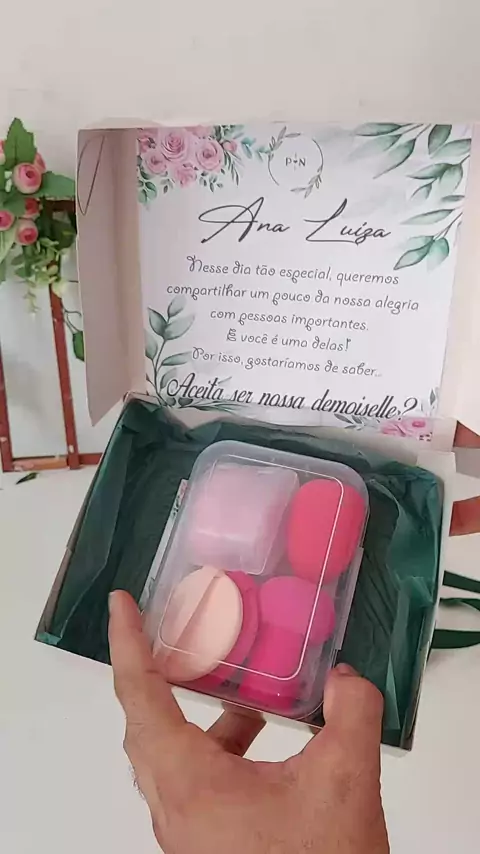 P N
Ana Luiza
Nesse dia tão especial, queremos
compartilhar um pouco da nossa alegria
com pessoas importantes.
E você é uma delas!
Por isso, gostaríamos de saber..
Aceita ser nossa demoiselle?